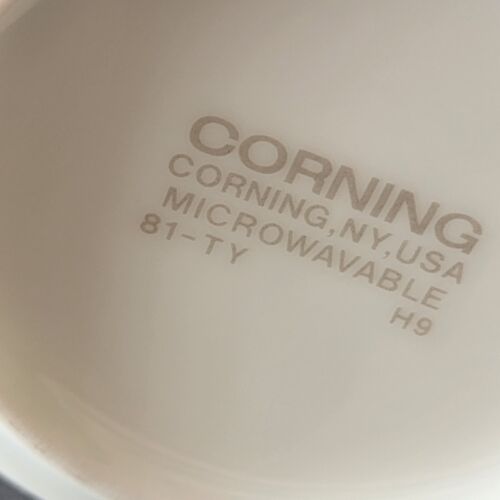 CORNING
CORNING,NY,USA
MICROWAVABLE
81-TY
H9